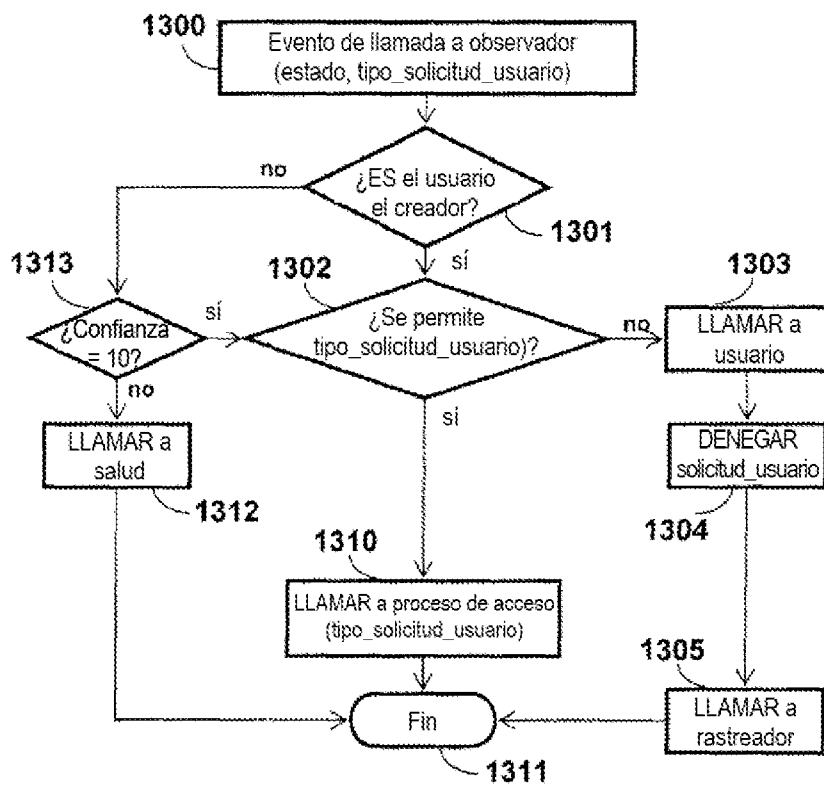 1300
Evento de llamada a observador
(estado, tipo_solicitud_usuario)
no
¿ES el usuario
el creador?
1301
sí
1313
1302
1303
¿Confianza
= 10?
sí
¿Se permite
tipo_solicitud_usuario)?
no
LLAMAR a
usuario
no
sí
LLAMAR a
salud
1312
DENEGAR
solicitud_usuario
1304
1310
LLAMAR a proceso de acceso
(tipo_solicitud_usuario)
1305
LLAMAR a
rastreador
Fin
1311